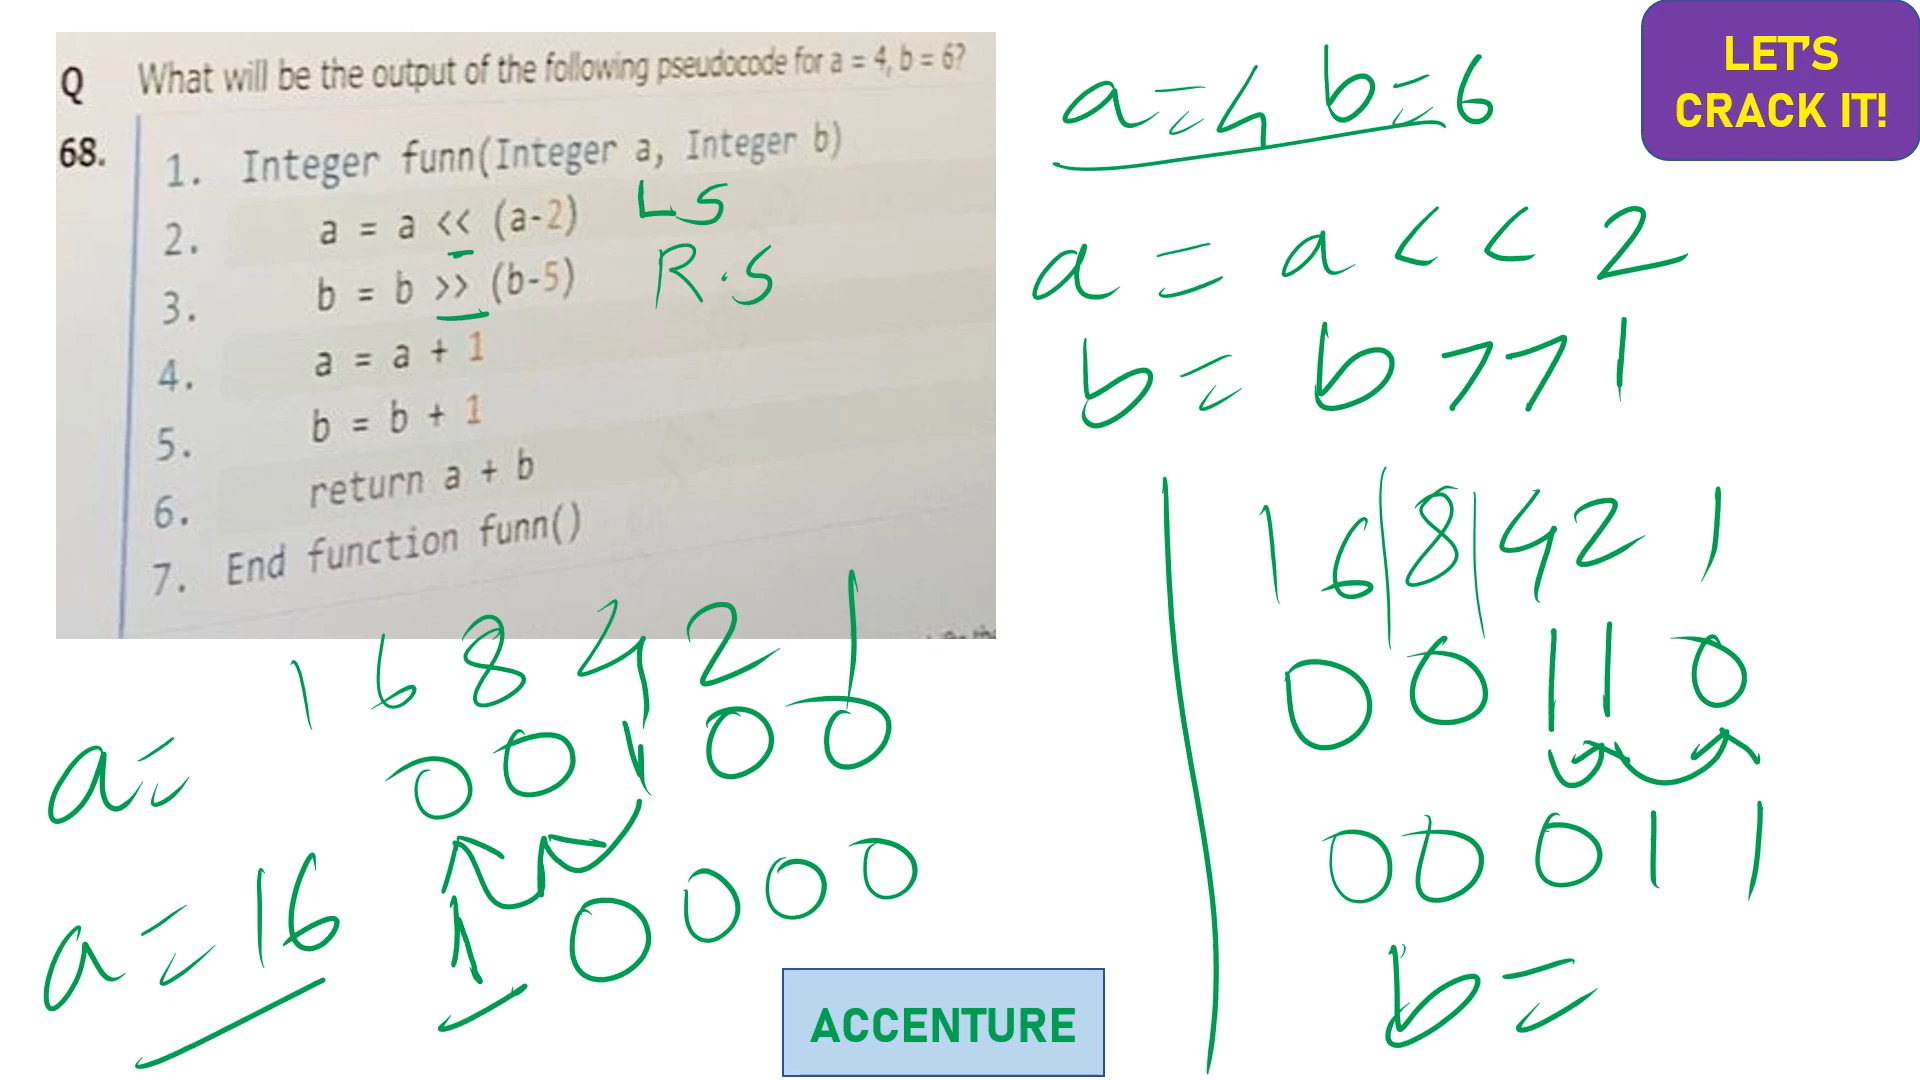 Q What will be the output of the following pseudocode for a = 4, b = 6?
68.
1. Integer funn(Integer a, Integer b)
2. a = a << (a-2)
3. b = b >> (b-5)
4. a = a + 1
5. b = b + 1
6. return a + b
7. End function funn()
LS
R.S
a=4 b=6
a = a << 2
b = b >> 1
LET'S
CRACK IT!
16 8 4 2 1
a= 0 0 1 0 0
a=16 1 0 0 0 0
16 8 4 2 1
0 0 1 1 0
0 0 0 1 1
b=
ACCENTURE